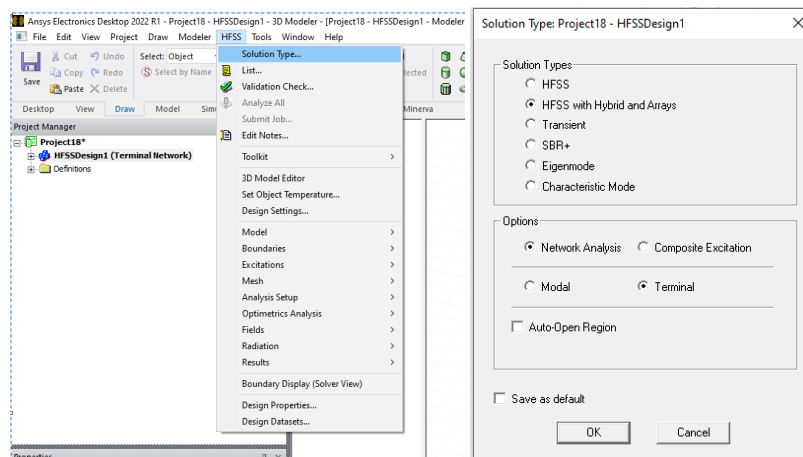 Ansys Electronics Desktop 2022 R1 - Project18 - HFSSDesign1 - 3D Modeler - [Project18 - HFSSDesign1 - Modeler
File Edit View Project Draw Modeler HFSS Tools Window Help
Save
Cut Undo
Copy Redo
Paste Delete
Select: Object
Select by Name
Desktop View Draw Model
Minerva
Project Manager
Project18*
HFSSDesign1 (Terminal Network)
Definitions
Solution Type...
List...
Validation Check...
Analyze All
Submit Job...
Edit Notes...
Toolkit >
3D Model Editor
Set Object Temperature...
Design Settings...
Model >
Boundaries >
Excitations >
Mesh >
Analysis Setup >
Optimetrics Analysis >
Fields >
Radiation >
Results >
Boundary Display (Solver View)
Design Properties...
Design Datasets...
Solution Type: Project18 - HFSSDesign1
Solution Types
HFSS
HFSS with Hybrid and Arrays
Transient
SBR+
Eigenmode
Characteristic Mode
Options
Network Analysis Composite Excitation
Modal Terminal
Auto-Open Region
Save as default
OK Cancel